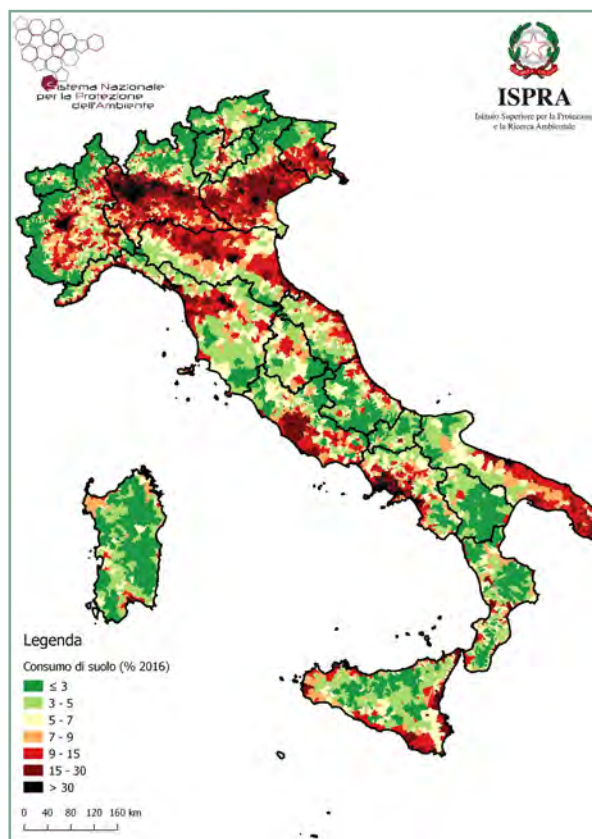 Sistema Nazionale
per la Protezione
dell'Ambiente
ISPRA
Istituto Superiore per la Protezione
e la Ricerca Ambientale
Legenda
Consumo di suolo (% 2016)
≤ 3
3 - 5
5 - 7
7 - 9
9 - 15
15 - 30
> 30
0 40 80 120 160 km